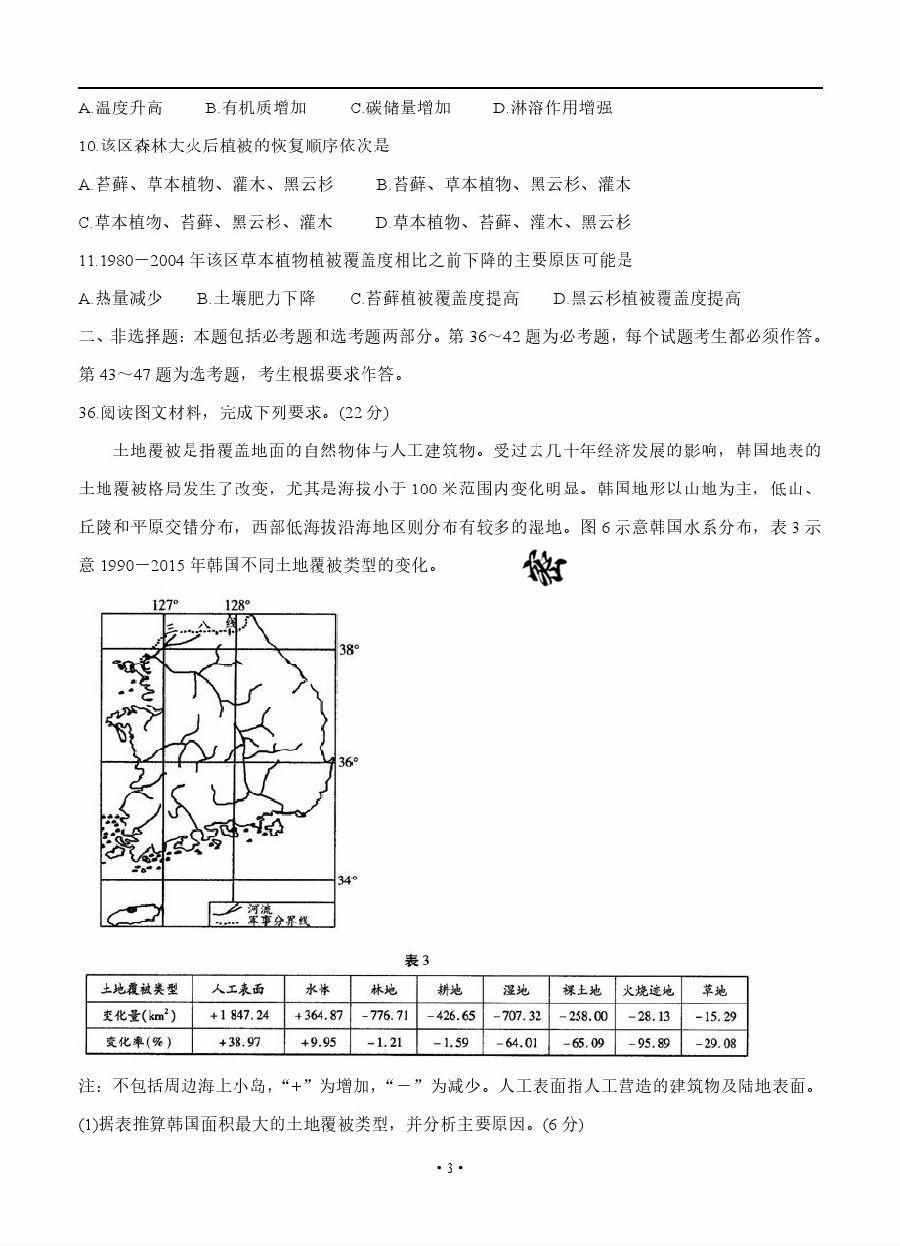 A.温度升高 B.有机质增加 C.碳储量增加 D.淋溶作用增强
10.该区森林大火后植被的恢复顺序依次是
A.苔藓、草本植物、灌木、黑云杉 B.苔藓、草本植物、黑云杉、灌木
C.草本植物、苔藓、黑云杉、灌木 D.草本植物、苔藓、灌木、黑云杉
11.1980－2004年该区草本植物植被覆盖度相比之前下降的主要原因可能是
A.热量减少 B.土壤肥力下降 C.苔藓植被覆盖度提高 D.黑云杉植被覆盖度提高
二、非选择题：本题包括必考题和选考题两部分。第36～42题为必考题，每个试题考生都必须作答。
第43～47题为选考题，考生根据要求作答。
36.阅读图文材料，完成下列要求。(22分)
土地覆被是指覆盖地面的自然物体与人工建筑物。受过去几十年经济发展的影响，韩国地表的
土地覆被格局发生了改变，尤其是海拔小于100米范围内变化明显。韩国地形以山地为主，低山、
丘陵和平原交错分布，西部低海拔沿海地区则分布有较多的湿地。图6示意韩国水系分布，表3示
意1990－2015年韩国不同土地覆被类型的变化。
127° 128°
三八线
38°
36°
34°
河流
军事分界线
表3
土地覆被类型 人工表面 水体 林地 耕地 湿地 裸土地 火烧迹地 草地
变化量(km²) +1 847.24 +364.87 -776.71 -426.65 -707.32 -258.00 -28.13 -15.29
变化率(%) +38.97 +9.95 -1.21 -1.59 -64.01 -65.09 -95.89 -29.08
注：不包括周边海上小岛，“+”为增加，“－”为减少。人工表面指人工营造的建筑物及陆地表面。
(1)据表推算韩国面积最大的土地覆被类型，并分析主要原因。(6分)
·3·